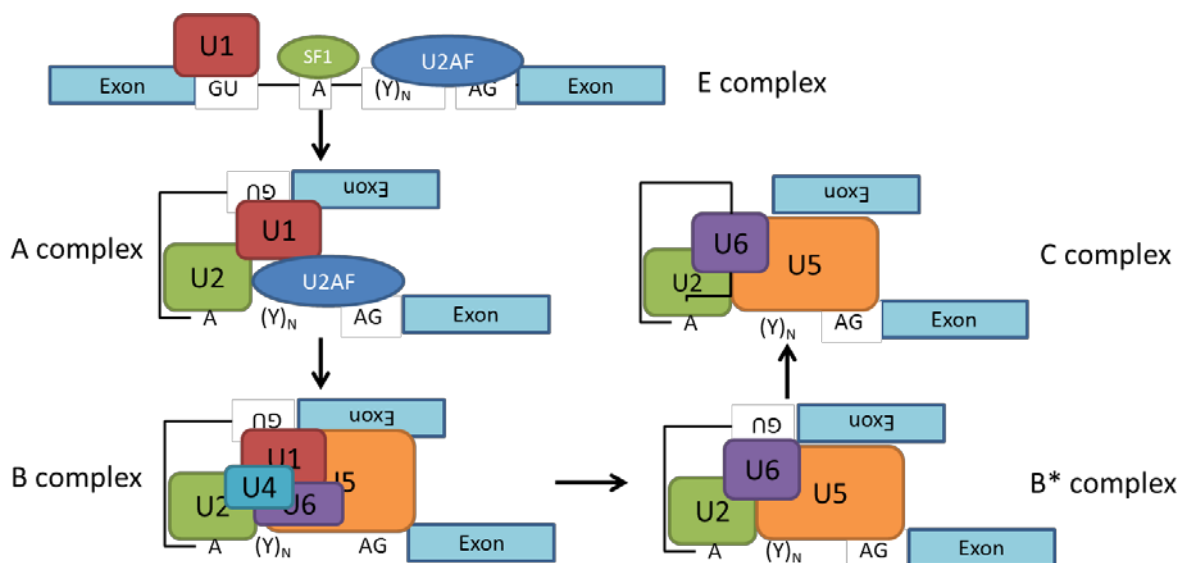 U1
SF1
U2AF
Exon
GU
A
(Y)N
AG
Exon
E complex
GU
Exon
U1
A complex
U2
U2AF
A
(Y)N
AG
Exon
GU
Exon
U1
U5
B complex
U4
U2
U6
A
(Y)N
AG
Exon
Exon
U6
U5
C complex
U2
A
(Y)N
AG
Exon
GU
Exon
U6
U5
B* complex
U2
A
(Y)N
AG
Exon